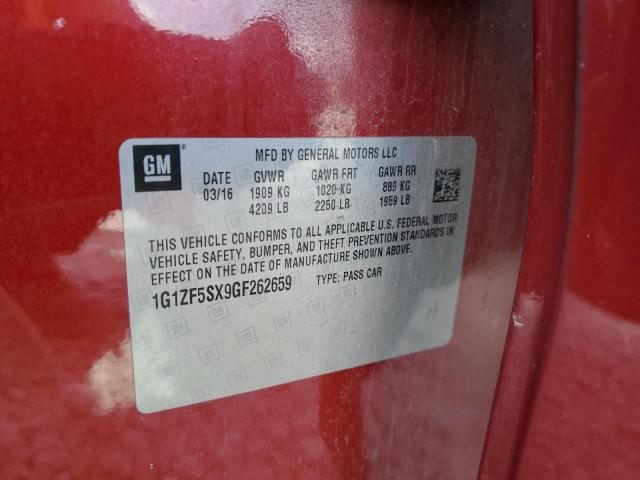 GM
MFD BY GENERAL MOTORS LLC
DATE GVWR GAWR FRT GAWR RR
03/16 1909 KG 1020 KG 889 KG
4209 LB 2250 LB 1959 LB
THIS VEHICLE CONFORMS TO ALL APPLICABLE U.S. FEDERAL MOTOR
VEHICLE SAFETY, BUMPER, AND THEFT PREVENTION STANDARDS IN
EFFECT ON THE DATE OF MANUFACTURE SHOWN ABOVE.
1G1ZF5SX9GF262659 TYPE: PASS CAR